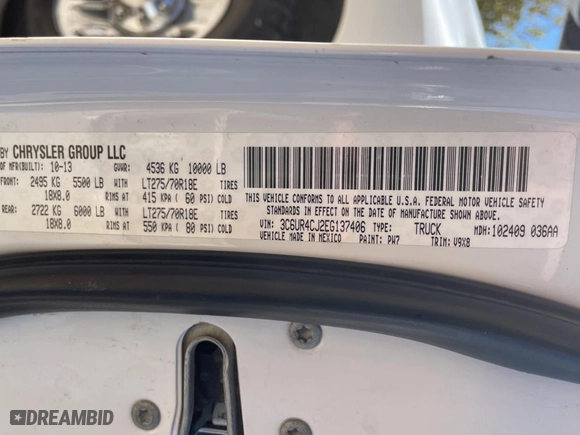 BY CHRYSLER GROUP LLC
OF MFR(BUILT): 10-13 GVWR: 4536 KG 10000 LB
FRONT: 2495 KG 5500 LB WITH LT275/70R18E TIRES
18X8.0 RIMS AT 415 KPA ( 60 PSI) COLD
REAR: 2722 KG 6000 LB WITH LT275/70R18E TIRES
18X8.0 RIMS AT 550 KPA ( 80 PSI) COLD
THIS VEHICLE CONFORMS TO ALL APPLICABLE U.S.A. FEDERAL MOTOR VEHICLE SAFETY
STANDARDS IN EFFECT ON THE DATE OF MANUFACTURE SHOWN ABOVE.
VIN: 3C6UR4CJ2EG137406 TYPE: TRUCK MDH: 102409 036AA
VEHICLE MADE IN MEXICO PAINT: PW7 TRIM: V9X8
DREAMBID